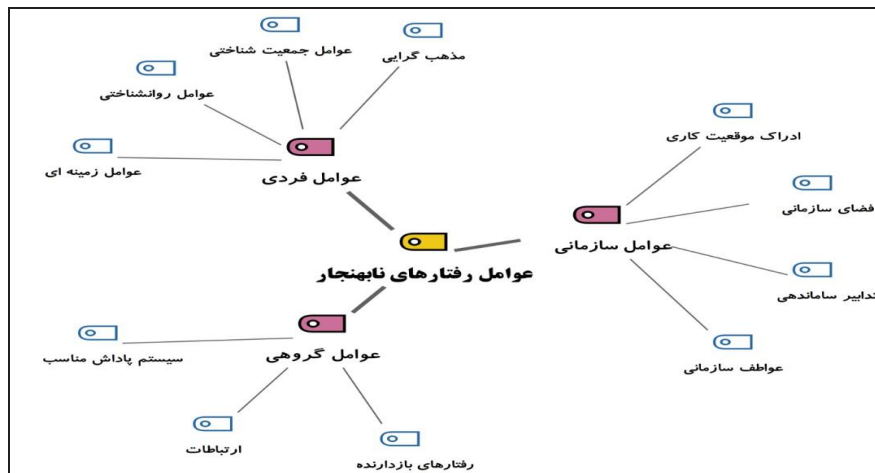 عوامل جمعیت شناختی
مذهب گرایی
عوامل روانشناختی
عوامل زمینه ای
عوامل فردی
ادراک موقعیت کاری
فضای سازمانی
عوامل سازمانی
عوامل رفتارهای نابهنجار
تدابیر ساماندهی
عواطف سازمانی
عوامل گروهی
سیستم پاداش مناسب
ارتباطات
رفتارهای بازدارنده